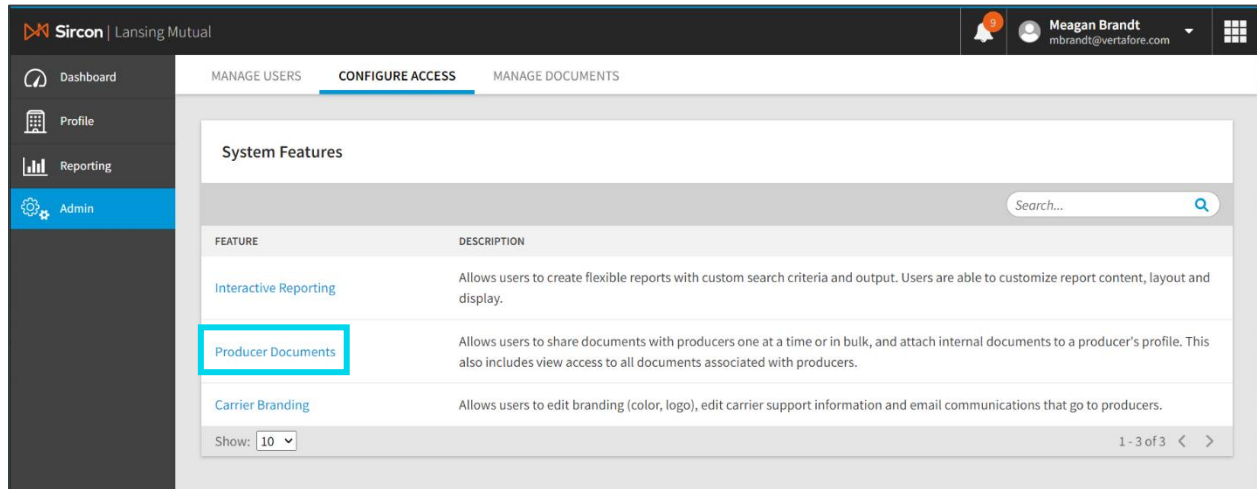 Sircon | Lansing Mutual
9
Meagan Brandt
mbrandt@vertafore.com
Dashboard
Profile
Reporting
Admin
MANAGE USERS CONFIGURE ACCESS MANAGE DOCUMENTS
System Features
Search...
FEATURE DESCRIPTION
Interactive Reporting
Allows users to create flexible reports with custom search criteria and output. Users are able to customize report content, layout and
display.
Producer Documents
Allows users to share documents with producers one at a time or in bulk, and attach internal documents to a producer's profile. This
also includes view access to all documents associated with producers.
Carrier Branding
Allows users to edit branding (color, logo), edit carrier support information and email communications that go to producers.
Show: 10
1 - 3 of 3